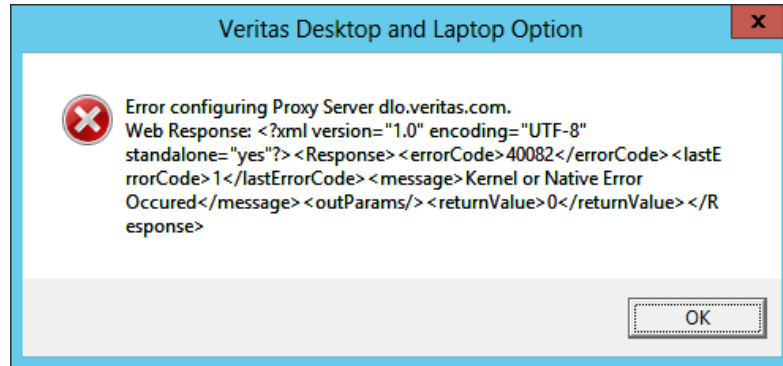 Veritas Desktop and Laptop Option
x
Error configuring Proxy Server dlo.veritas.com.
Web Response: <?xml version="1.0" encoding="UTF-8"
standalone="yes"?><Response><errorCode>40082</errorCode><lastE
rrorCode>1</lastErrorCode><message>Kernel or Native Error
Occured</message><outParams/><returnValue>0</returnValue></R
esponse>
OK